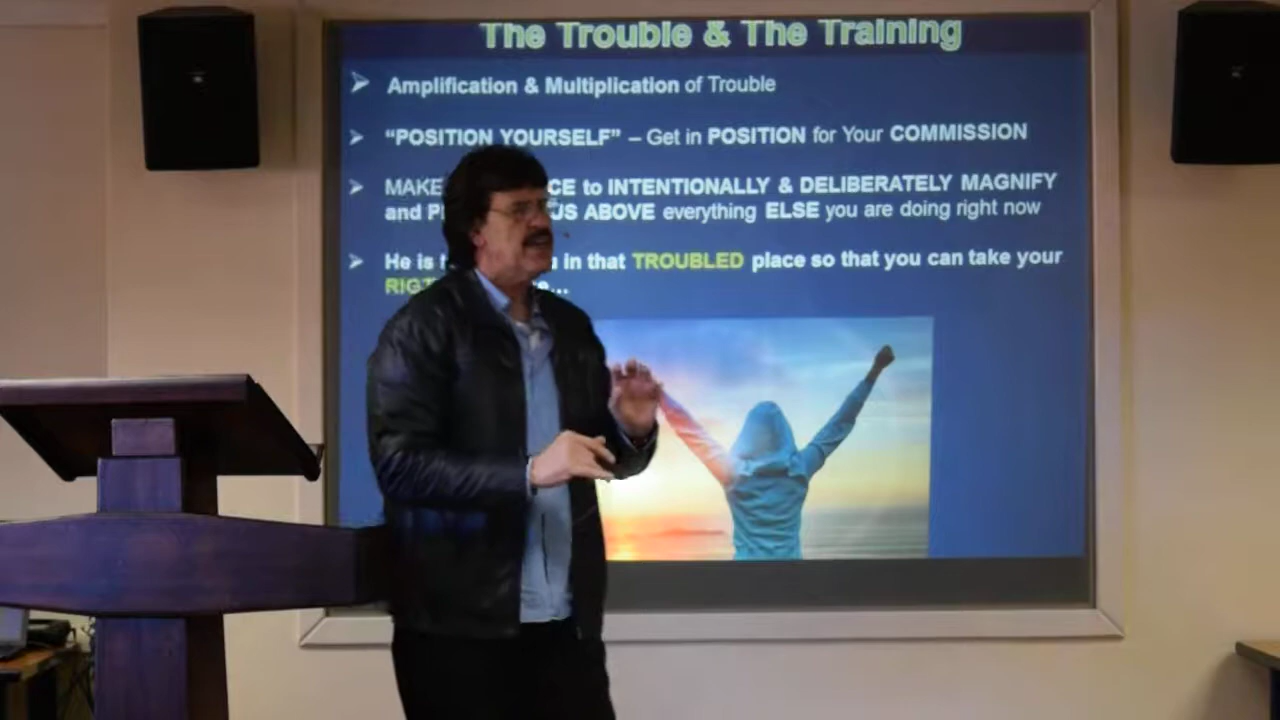 The Trouble & The Training
Amplification & Multiplication of Trouble
“POSITION YOURSELF” – Get in POSITION for Your COMMISSION
MAKE CE to INTENTIONALLY & DELIBERATELY MAGNIFY
and P US ABOVE everything ELSE you are doing right now
He is in that TROUBLED place so that you can take your
RIG e...